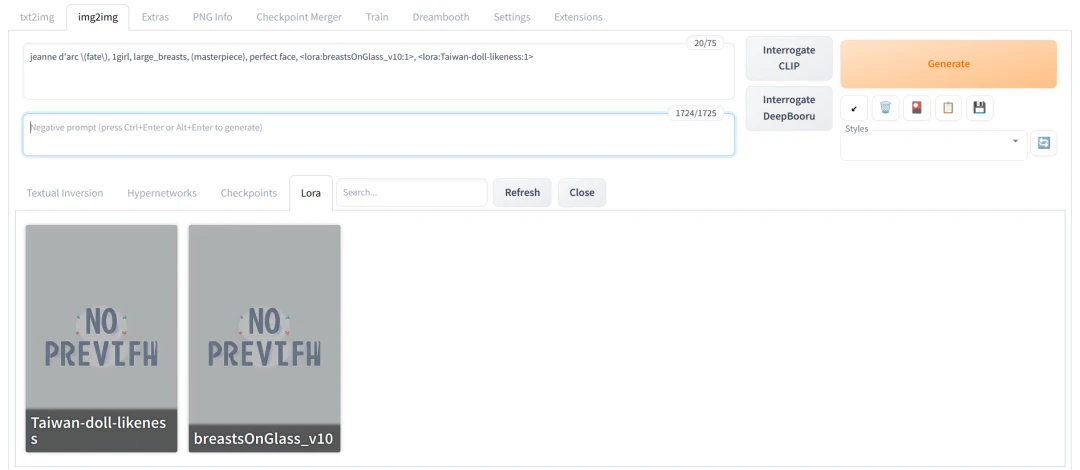 txt2img img2img Extras PNG Info Checkpoint Merger Train Dreambooth Settings Extensions
20/75
jeanne d'arc \(fate\), 1girl, large_breasts, (masterpiece), perfect face, <lora:breastsOnGlass_v10:1>, <lora:Taiwan-doll-likeness:1>
Interrogate
CLIP
Generate
1724/1725
Negative prompt (press Ctrl+Enter or Alt+Enter to generate)
Interrogate
DeepBooru
Styles
Textual Inversion Hypernetworks Checkpoints Lora Search... Refresh Close
NO
PREVIEW
Taiwan-doll-likenes
s
NO
PREVIEW
breastsOnGlass_v10